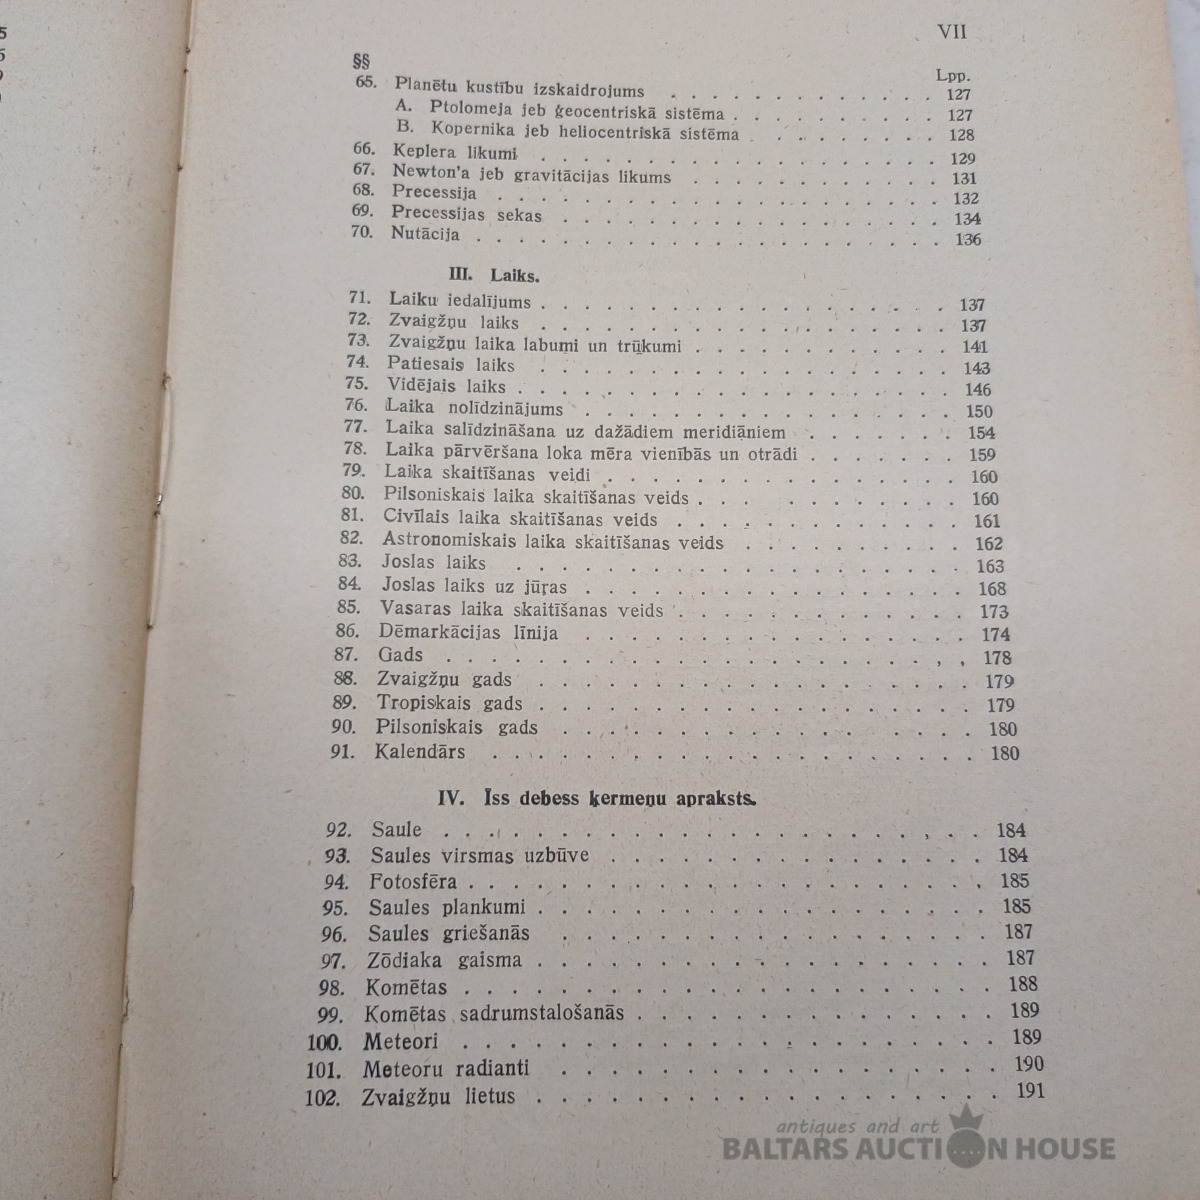 VII
§§
Lpp.
65. Planētu kustību izskaidrojums . . . . . . . . . . . . 127
A. Ptolomeja jeb ģeocentriskā sistēma . . . . . . . . . . 127
B. Kopernika jeb heliocentriskā sistēma . . . . . . . . 128
66. Keplera likumi . . . . . . . . . . . . . . . . . . 129
67. Newton'a jeb gravitācijas likums . . . . . . . . . . . 131
68. Precessija . . . . . . . . . . . . . . . . . . . . 132
69. Precessijas sekas . . . . . . . . . . . . . . . . . 134
70. Nutācija . . . . . . . . . . . . . . . . . . . . . 136
III. Laiks.
71. Laiku iedalījums . . . . . . . . . . . . . . . . . . 137
72. Zvaigžņu laiks . . . . . . . . . . . . . . . . . . 137
73. Zvaigžņu laika labumi un trūkumi . . . . . . . . . . . 141
74. Patiesais laiks . . . . . . . . . . . . . . . . . . 143
75. Vidējais laiks . . . . . . . . . . . . . . . . . . . 146
76. Laika nolīdzinājums . . . . . . . . . . . . . . . . 150
77. Laika salīdzināšana uz dažādiem meridiāniem . . . . . . . 154
78. Laika pārvēršana loka mēra vienībās un otrādi . . . . . . . 159
79. Laika skaitīšanas veidi . . . . . . . . . . . . . . . 160
80. Pilsoniskais laika skaitīšanas veids . . . . . . . . . . . 160
81. Civīlais laika skaitīšanas veids . . . . . . . . . . . . 161
82. Astronomiskais laika skaitīšanas veids . . . . . . . . . . 162
83. Joslas laiks . . . . . . . . . . . . . . . . . . 163
84. Joslas laiks uz jūras . . . . . . . . . . . . . . . 168
85. Vasaras laika skaitīšanas veids . . . . . . . . . . . . 173
86. Dēmarkācijas līnija . . . . . . . . . . . . . . . . 174
87. Gads . . . . . . . . . . . . . . . . . . . . . . . 178
88. Zvaigžņu gads . . . . . . . . . . . . . . . . . . 179
89. Tropiskais gads . . . . . . . . . . . . . . . . . . 179
90. Pilsoniskais gads . . . . . . . . . . . . . . . . . 180
91. Kalendārs . . . . . . . . . . . . . . . . . . . . 180
IV. Īss debess ķermeņu apraksts.
92. Saule . . . . . . . . . . . . . . . . . . . . . . . 184
93. Saules virsmas uzbūve . . . . . . . . . . . . . . . 184
94. Fotosfēra . . . . . . . . . . . . . . . . . . . . . 185
95. Saules plankumi . . . . . . . . . . . . . . . . . . 185
96. Saules griešanās . . . . . . . . . . . . . . . . . 187
97. Zōdiaka gaisma . . . . . . . . . . . . . . . . . . 187
98. Komētas . . . . . . . . . . . . . . . . . . . . . 188
99. Komētas sadrumstalošanās . . . . . . . . . . . . . . 189
100. Meteori . . . . . . . . . . . . . . . . . . . . . 189
101. Meteoru radianti . . . . . . . . . . . . . . . . . 190
102. Zvaigžņu lietus . . . . . . . . . . . . . . . . . . 191
antiques and art
BALTARS AUCTION HOUSE